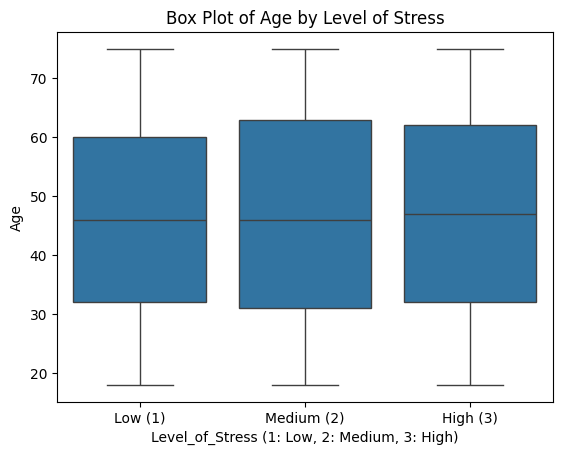 Box Plot of Age by Level of Stress
Age
70
60
50
40
30
20
Low (1) Medium (2) High (3)
Level_of_Stress (1: Low, 2: Medium, 3: High)